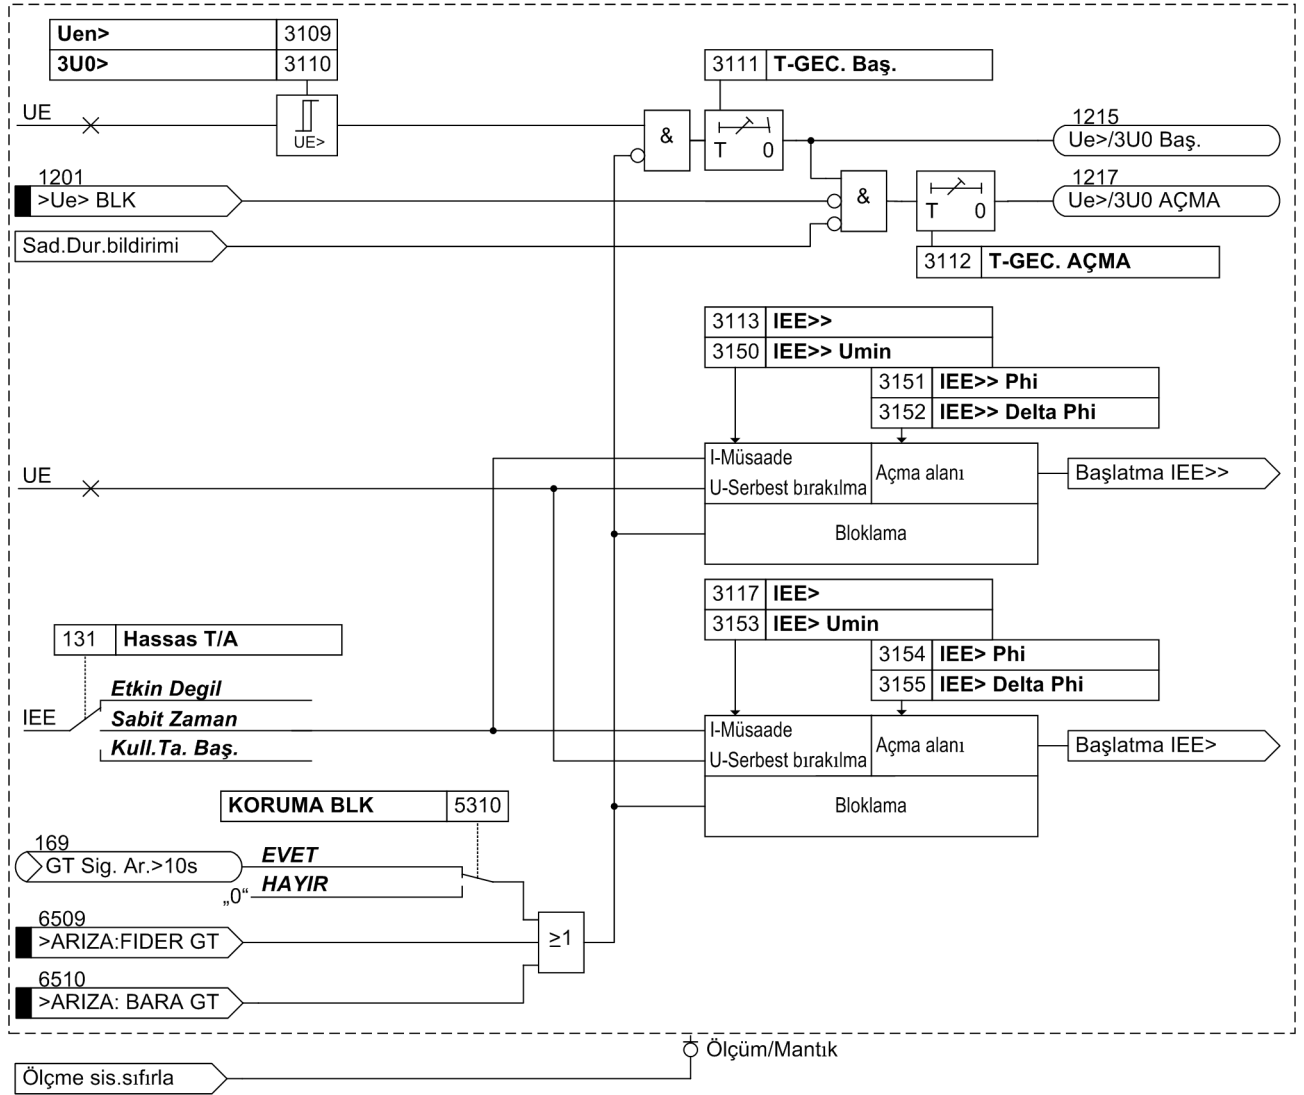 Uen> 3109
3U0> 3110
3111 T-GEC. Baş.
UE
UE>
&
T 0
1215
Ue>/3U0 Baş.
1201
>Ue> BLK
&
T 0
1217
Ue>/3U0 AÇMA
Sad.Dur.bildirimi
3112 T-GEC. AÇMA
3113 IEE>>
3150 IEE>> Umin
3151 IEE>> Phi
3152 IEE>> Delta Phi
UE
I-Müsaade
U-Serbest bırakılma
Açma alanı
Başlatma IEE>>
Bloklama
3117 IEE>
3153 IEE> Umin
131 Hassas T/A
3154 IEE> Phi
3155 IEE> Delta Phi
Etkin Degil
IEE
Sabit Zaman
Kull.Ta. Baş.
I-Müsaade
U-Serbest bırakılma
Açma alanı
Başlatma IEE>
Bloklama
KORUMA BLK 5310
169
GT Sig. Ar.>10s
EVET
„0“ HAYIR
6509
>ARIZA:FIDER GT
≥1
6510
>ARIZA: BARA GT
Ölçüm/Mantık
Ölçme sis.sıfırla